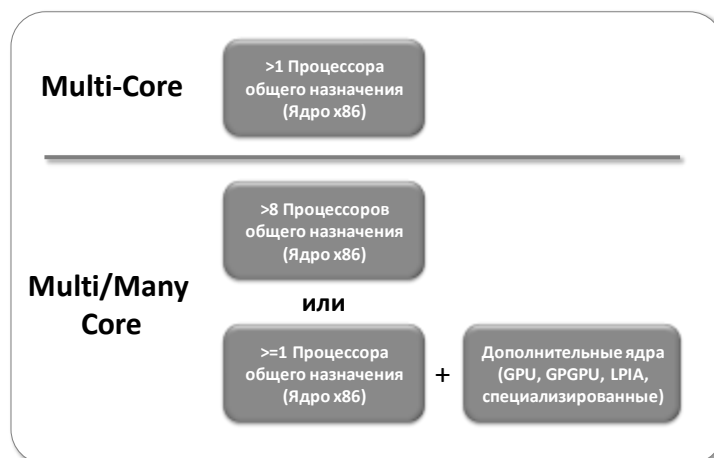 Multi-Core
>1 Процессора
общего назначения
(Ядро x86)
>8 Процессоров
общего назначения
(Ядро x86)
Multi/Many
Core
или
>=1 Процессора
общего назначения
(Ядро x86)
+
Дополнительные ядра
(GPU, GPGPU, LPIA,
специализированные)